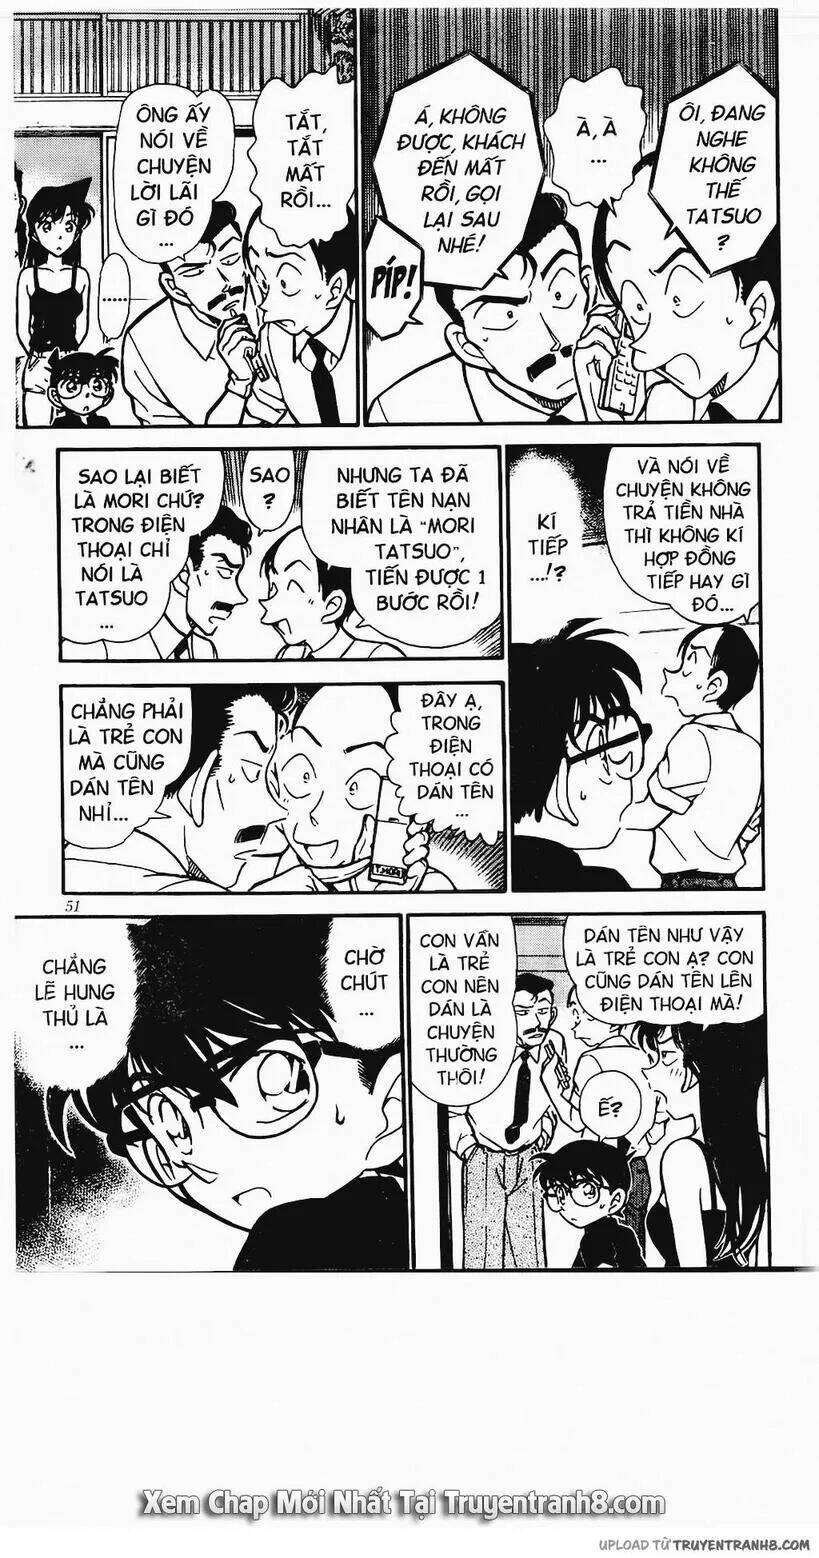 ÔI, ĐANG
NGHE
KHÔNG
THẾ
TATSUO
?
À, À
...
Á, KHÔNG
ĐƯỢC, KHÁCH
ĐẾN MẤT
RỒI, GỌI
LẠI SAU
NHÉ!
PÍP!
TẮT,
TẮT
MẤT
RỒI...
ÔNG ẤY
NÓI VỀ
CHUYỆN
LỜI LÃI
GÌ ĐÓ
...
......
VÀ NÓI VỀ
CHUYỆN KHÔNG
TRẢ TIỀN NHÀ
THÌ KHÔNG KÍ
HỢP ĐỒNG
TIẾP HAY GÌ
ĐÓ...
KÍ
TIẾP
...!?
NHƯNG TA ĐÃ
BIẾT TÊN NẠN
NHÂN LÀ "MORI
TATSUO",
TIẾN ĐƯỢC 1
BƯỚC RỒI!
SAO
?
SAO LẠI BIẾT
LÀ MORI CHỨ?
TRONG ĐIỆN
THOẠI CHỈ
NÓI LÀ
TATSUO
...
ĐÂY Ạ,
TRONG
ĐIỆN
THOẠI CÓ
DÁN TÊN
...
T.MORI
CHẲNG PHẢI
LÀ TRẺ CON
MÀ CŨNG
DÁN TÊN
NHỈ...
51
DÁN TÊN NHƯ VẬY
LÀ TRẺ CON Ạ? CON
CŨNG DÁN TÊN LÊN
ĐIỆN THOẠI MÀ!
CON VẪN
LÀ TRẺ
CON NÊN
DÁN LÀ
CHUYỆN
THƯỜNG
THÔI!
Ế?
CHỜ
CHÚT
...
CHẲNG
LẼ HUNG
THỦ LÀ
...
Xem Chap Mới Nhất Tại Truyentranh8.com
UPLOAD TỪ TRUYENTRANH8.COM